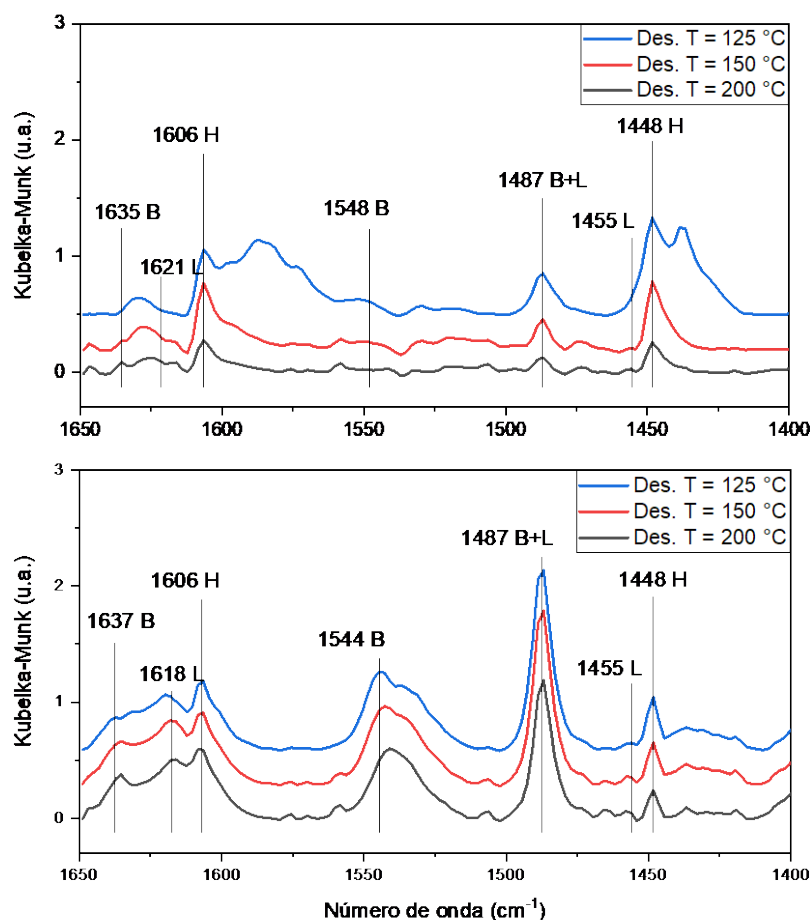 3
Des. T = 125 °C
Des. T = 150 °C
Des. T = 200 °C
2
1606 H
1448 H
1487 B+L
1635 B
1548 B
1455 L
1621 L
1
0
Kubelka-Munk (u.a.)
1650 1600 1550 1500 1450 1400
3
Des. T = 125 °C
Des. T = 150 °C
Des. T = 200 °C
1487 B+L
2
1606 H
1448 H
1637 B
1544 B
1618 L
1455 L
1
0
Kubelka-Munk (u.a.)
1650 1600 1550 1500 1450 1400
Número de onda (cm⁻¹)